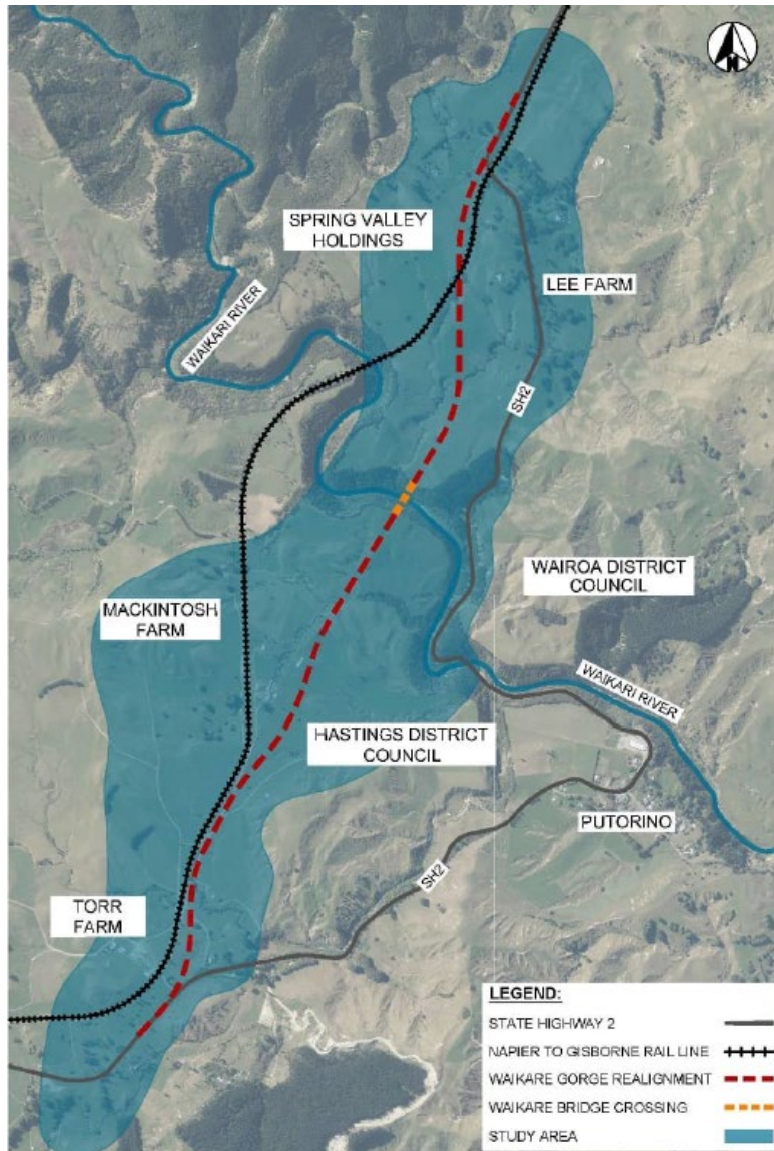 N
SPRING VALLEY
HOLDINGS
LEE FARM
WAIKARI RIVER
SH2
WAIROA DISTRICT
COUNCIL
MACKINTOSH
FARM
WAIKARI RIVER
HASTINGS DISTRICT
COUNCIL
PUTORINO
SH2
TORR
FARM
LEGEND:
STATE HIGHWAY 2
NAPIER TO GISBORNE RAIL LINE
WAIKARE GORGE REALIGNMENT
WAIKARE BRIDGE CROSSING
STUDY AREA